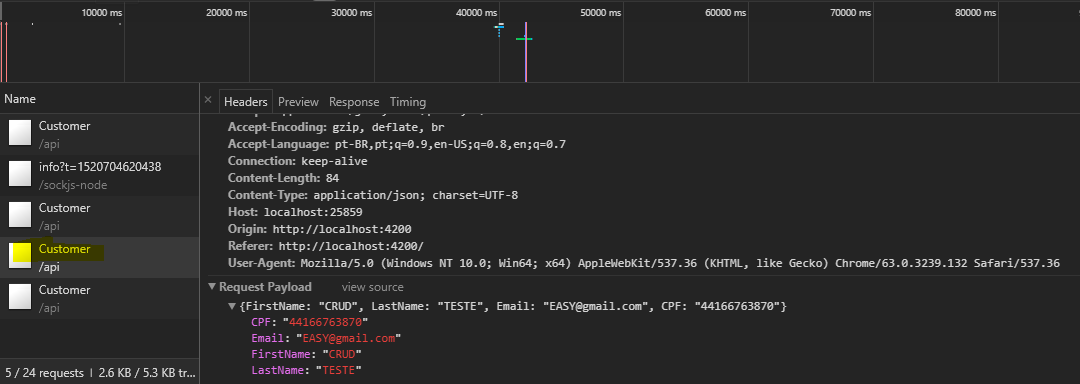 10000 ms 20000 ms 30000 ms 40000 ms 50000 ms 60000 ms 70000 ms 80000 ms
Name
× Headers Preview Response Timing
Customer
/api
info?t=1520704620438
/sockjs-node
Customer
/api
Customer
/api
Customer
/api
5 / 24 requests | 2.6 KB / 5.3 KB tr...
Accept-Encoding: gzip, deflate, br
Accept-Language: pt-BR,pt;q=0.9,en-US;q=0.8,en;q=0.7
Connection: keep-alive
Content-Length: 84
Content-Type: application/json; charset=UTF-8
Host: localhost:25859
Origin: http://localhost:4200
Referer: http://localhost:4200/
User-Agent: Mozilla/5.0 (Windows NT 10.0; Win64; x64) AppleWebKit/537.36 (KHTML, like Gecko) Chrome/63.0.3239.132 Safari/537.36
▼ Request Payload view source
▼ {FirstName: "CRUD", LastName: "TESTE", Email: "EASY@gmail.com", CPF: "44166763870"}
CPF: "44166763870"
Email: "EASY@gmail.com"
FirstName: "CRUD"
LastName: "TESTE"